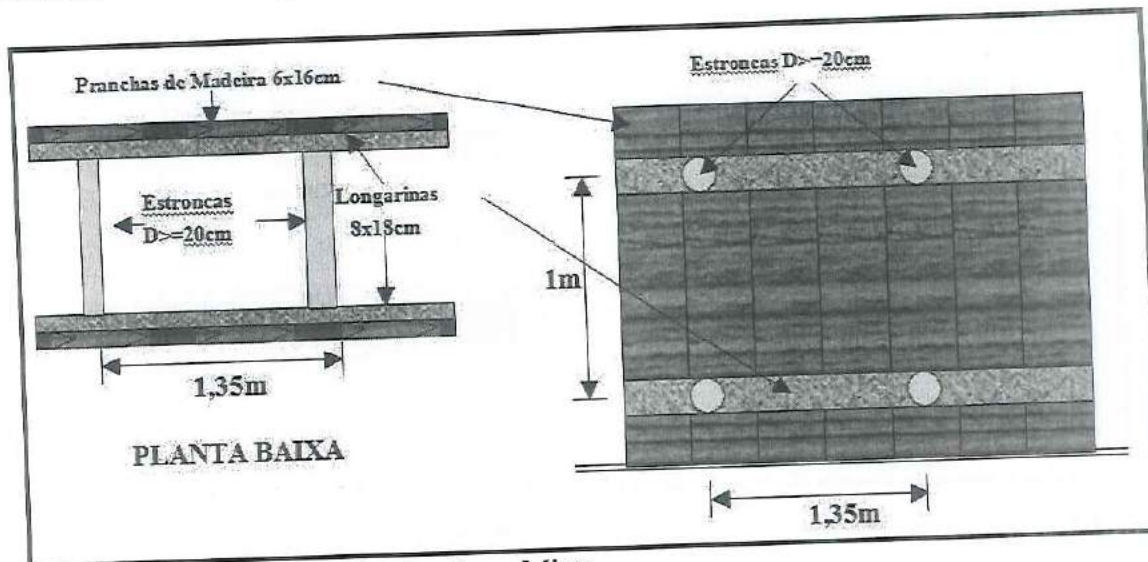 Pranchas de Madeira 6x16cm
Estroncas D>=20cm
Estroncas
D>=20cm
Longarinas
8x18cm
1m
1,35m
PLANTA BAIXA
1,35m